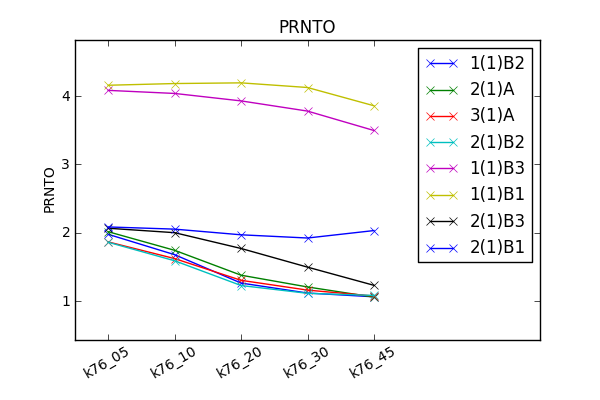 PRNTO
PRNTO
4
3
2
1
k76_05
k76_10
k76_20
k76_30
k76_45
1(1)B2
2(1)A
3(1)A
2(1)B2
1(1)B3
1(1)B1
2(1)B3
2(1)B1